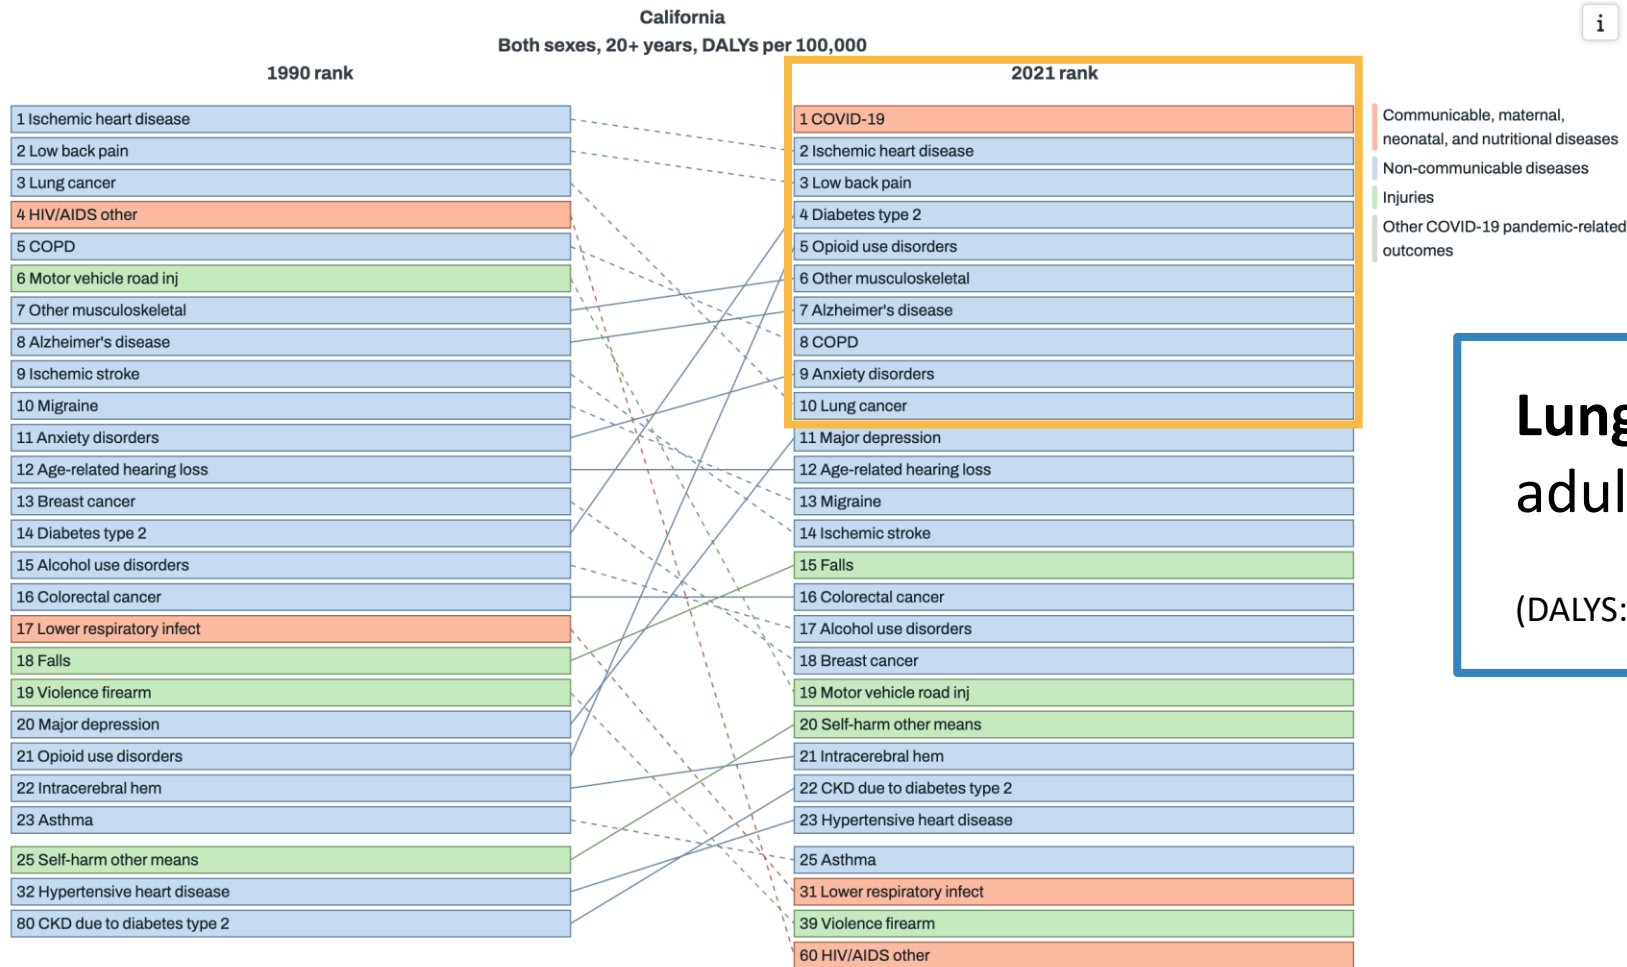 California
Both sexes, 20+ years, DALYs per 100,000
1990 rank
1 Ischemic heart disease
2 Low back pain
3 Lung cancer
4 HIV/AIDS other
5 COPD
6 Motor vehicle road inj
7 Other musculoskeletal
8 Alzheimer's disease
9 Ischemic stroke
10 Migraine
11 Anxiety disorders
12 Age-related hearing loss
13 Breast cancer
14 Diabetes type 2
15 Alcohol use disorders
16 Colorectal cancer
17 Lower respiratory infect
18 Falls
19 Violence firearm
20 Major depression
21 Opioid use disorders
22 Intracerebral hem
23 Asthma
25 Self-harm other means
32 Hypertensive heart disease
80 CKD due to diabetes type 2
2021 rank
1 COVID-19
2 Ischemic heart disease
3 Low back pain
4 Diabetes type 2
5 Opioid use disorders
6 Other musculoskeletal
7 Alzheimer's disease
8 COPD
9 Anxiety disorders
10 Lung cancer
11 Major depression
12 Age-related hearing loss
13 Migraine
14 Ischemic stroke
15 Falls
16 Colorectal cancer
17 Alcohol use disorders
18 Breast cancer
19 Motor vehicle road inj
20 Self-harm other means
21 Intracerebral hem
22 CKD due to diabetes type 2
23 Hypertensive heart disease
25 Asthma
31 Lower respiratory infect
39 Violence firearm
60 HIV/AIDS other
i
Communicable, maternal,
neonatal, and nutritional diseases
Non-communicable diseases
Injuries
Other COVID-19 pandemic-related
outcomes
Lung
adul
(DALYS: